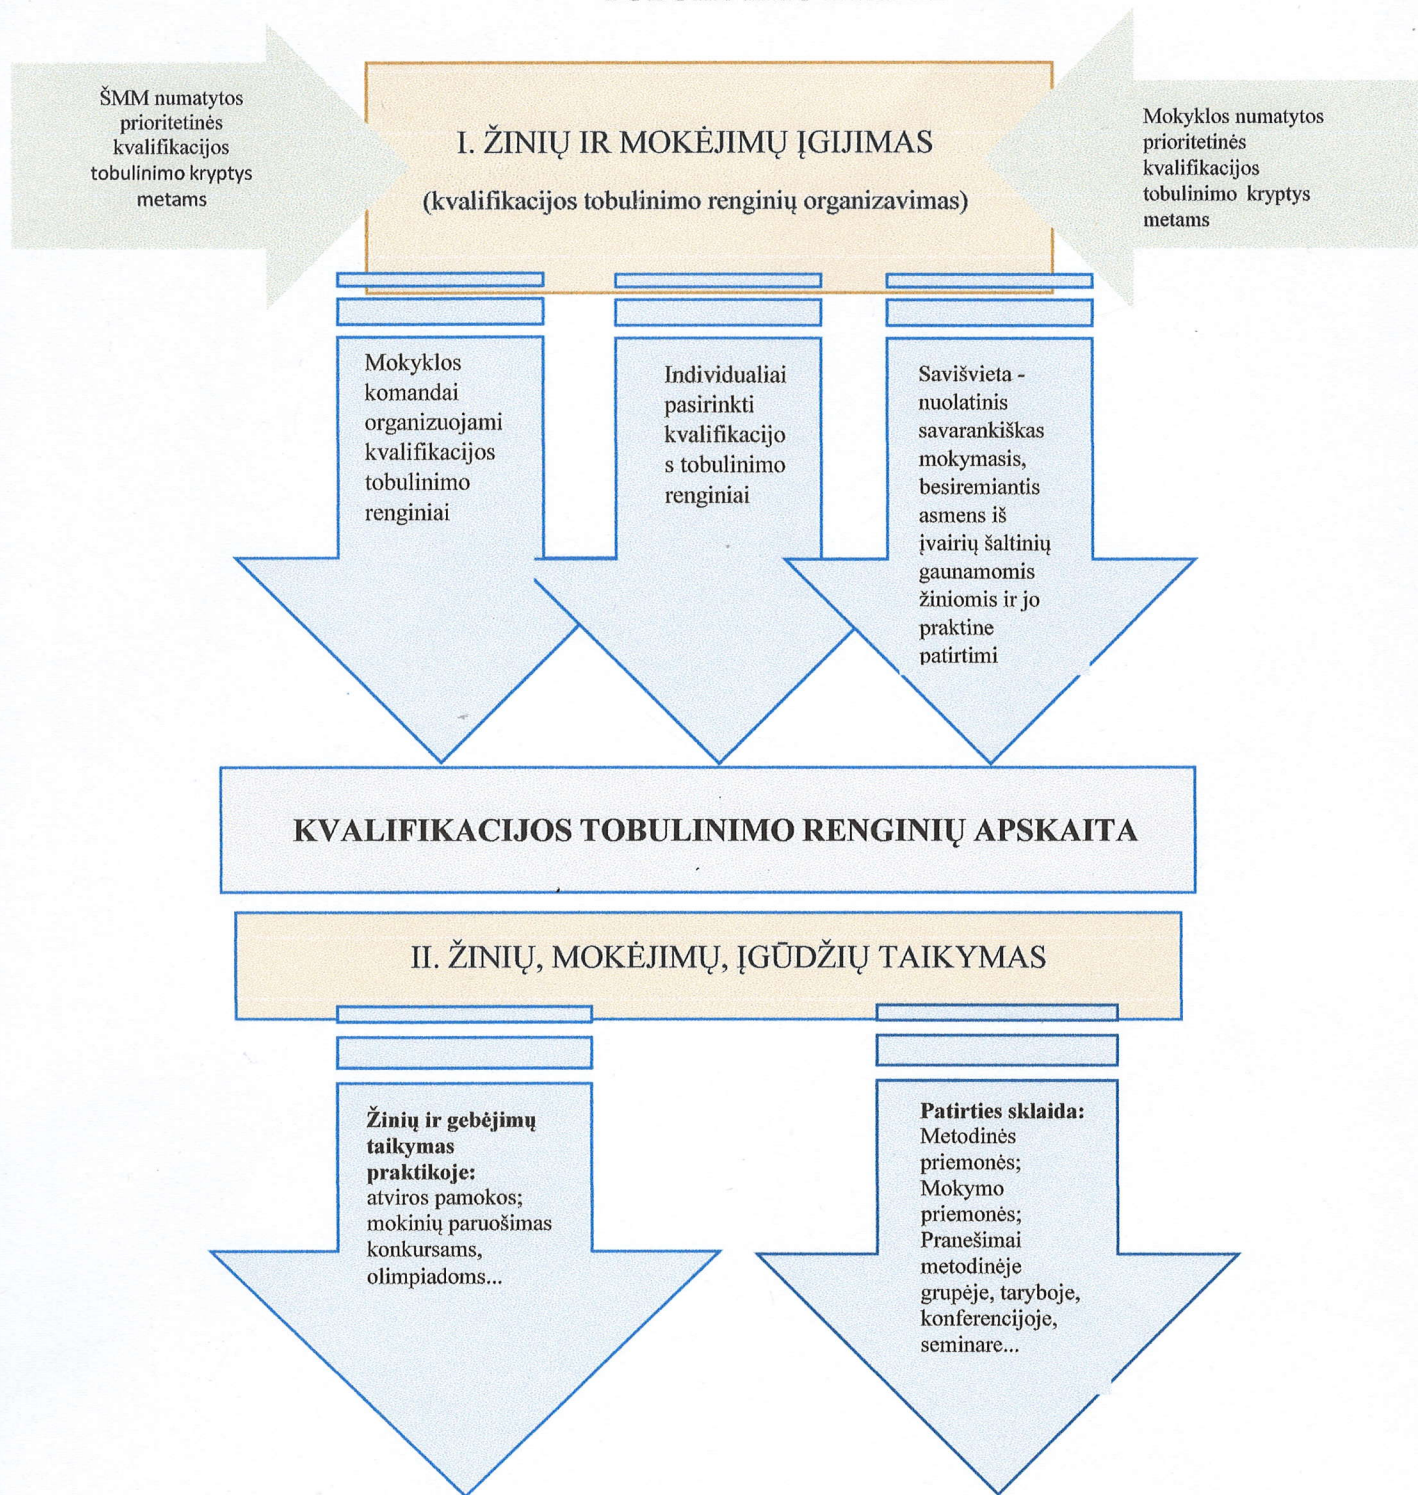 ŠMM numatytos
prioritetinės
kvalifikacijos
tobulinimo kryptys
metams
I. ŽINIŲ IR MOKĖJIMŲ ĮGIJIMAS
(kvalifikacijos tobulinimo renginių organizavimas)
Mokyklos numatytos
prioritetinės
kvalifikacijos
tobulinimo kryptys
metams
Mokyklos
komandai
organizuojami
kvalifikacijos
tobulinimo
renginiai
Individualiai
pasirinkti
kvalifikacijo
s tobulinimo
renginiai
Savišvieta -
nuolatinis
savarankiškas
mokymasis,
besiremiantis
asmens iš
įvairių šaltinių
gaunamomis
žiniomis ir jo
praktine
patirtimi
KVALIFIKACIJOS TOBULINIMO RENGINIŲ APSKAITA
II. ŽINIŲ, MOKĖJIMŲ, ĮGŪDŽIŲ TAIKYMAS
Žinių ir gebėjimų
taikymas
praktikoje:
atviros pamokos;
mokinių paruošimas
konkursams,
olimpiadoms...
Patirties sklaida:
Metodinės
priemonės;
Mokymo
priemonės;
Pranešimai
metodinėje
grupėje, taryboje,
konferencijoje,
seminare...